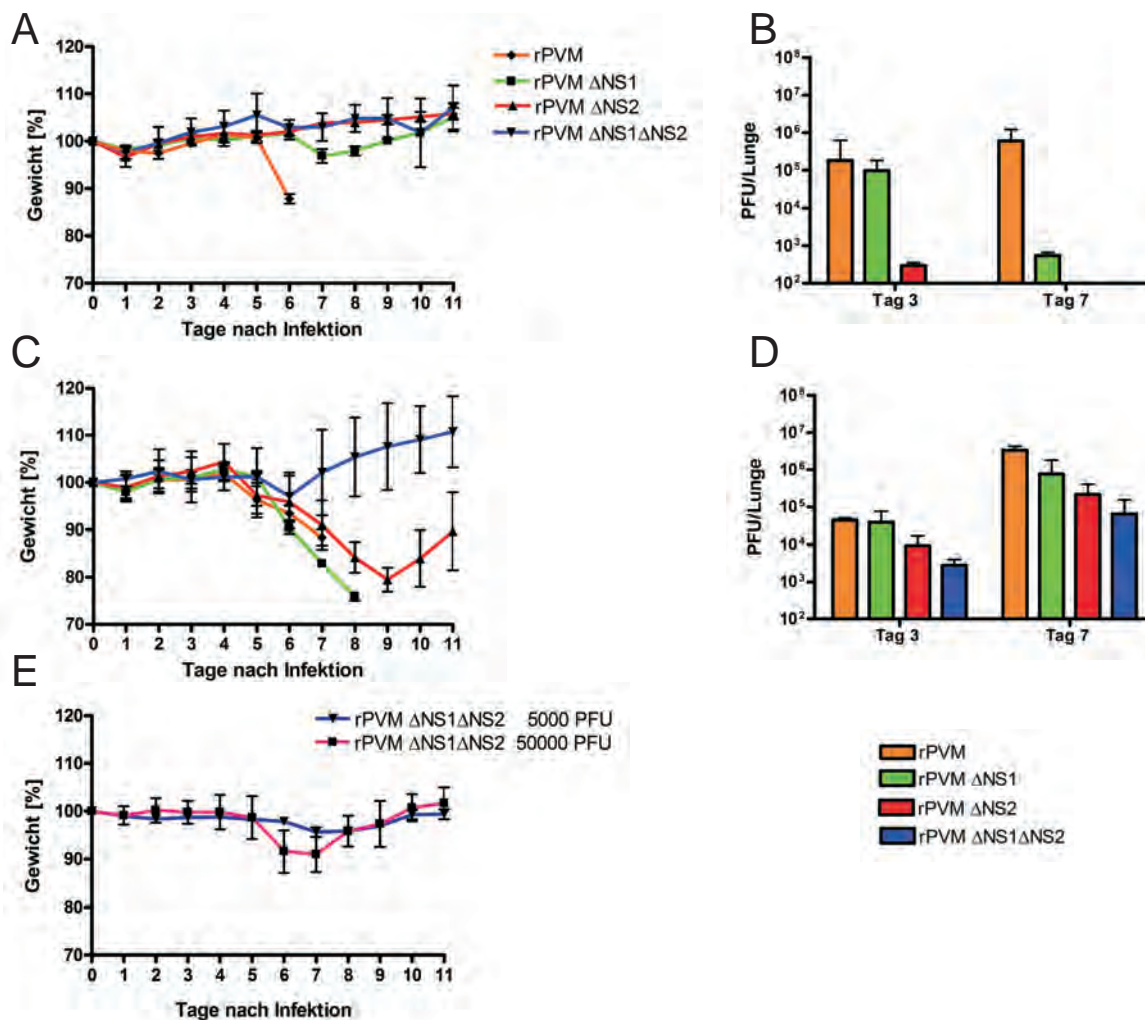 A
120
110
100
90
80
70
Gewicht [%]
0 1 2 3 4 5 6 7 8 9 10 11
Tage nach Infektion
rPVM
rPVM ΔNS1
rPVM ΔNS2
rPVM ΔNS1ΔNS2
B
10⁸
10⁷
10⁶
10⁵
10⁴
10³
10²
PFU/Lunge
Tag 3 Tag 7
C
120
110
100
90
80
70
Gewicht [%]
0 1 2 3 4 5 6 7 8 9 10 11
Tage nach Infektion
D
10⁸
10⁷
10⁶
10⁵
10⁴
10³
10²
PFU/Lunge
Tag 3 Tag 7
E
120
110
100
90
80
70
Gewicht [%]
rPVM ΔNS1ΔNS2 5000 PFU
rPVM ΔNS1ΔNS2 50000 PFU
0 1 2 3 4 5 6 7 8 9 10 11
Tage nach Infektion
rPVM
rPVM ΔNS1
rPVM ΔNS2
rPVM ΔNS1ΔNS2